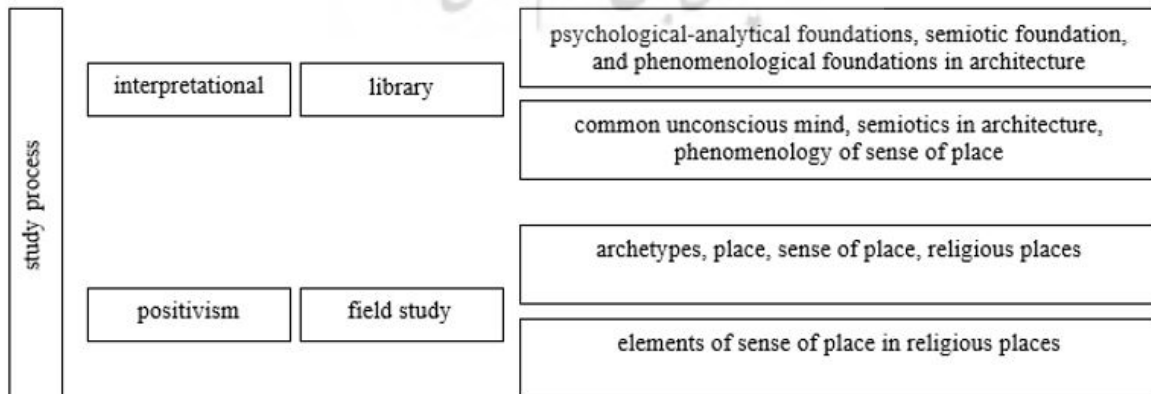 study process
interpretational
library
psychological-analytical foundations, semiotic foundation,
and phenomenological foundations in architecture
common unconscious mind, semiotics in architecture,
phenomenology of sense of place
archetypes, place, sense of place, religious places
positivism
field study
elements of sense of place in religious places